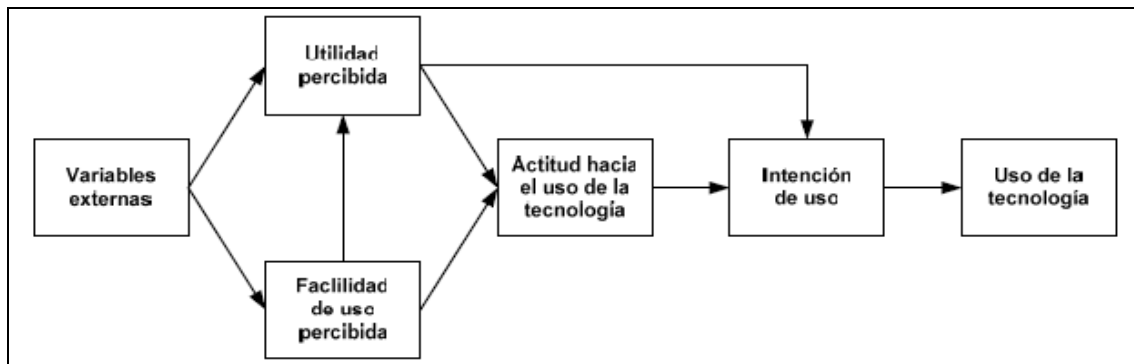 Utilidad
percibida
Variables
externas
Actitud hacia
el uso de la
tecnología
Intención
de uso
Uso de la
tecnología
Faclilidad
de uso
percibida